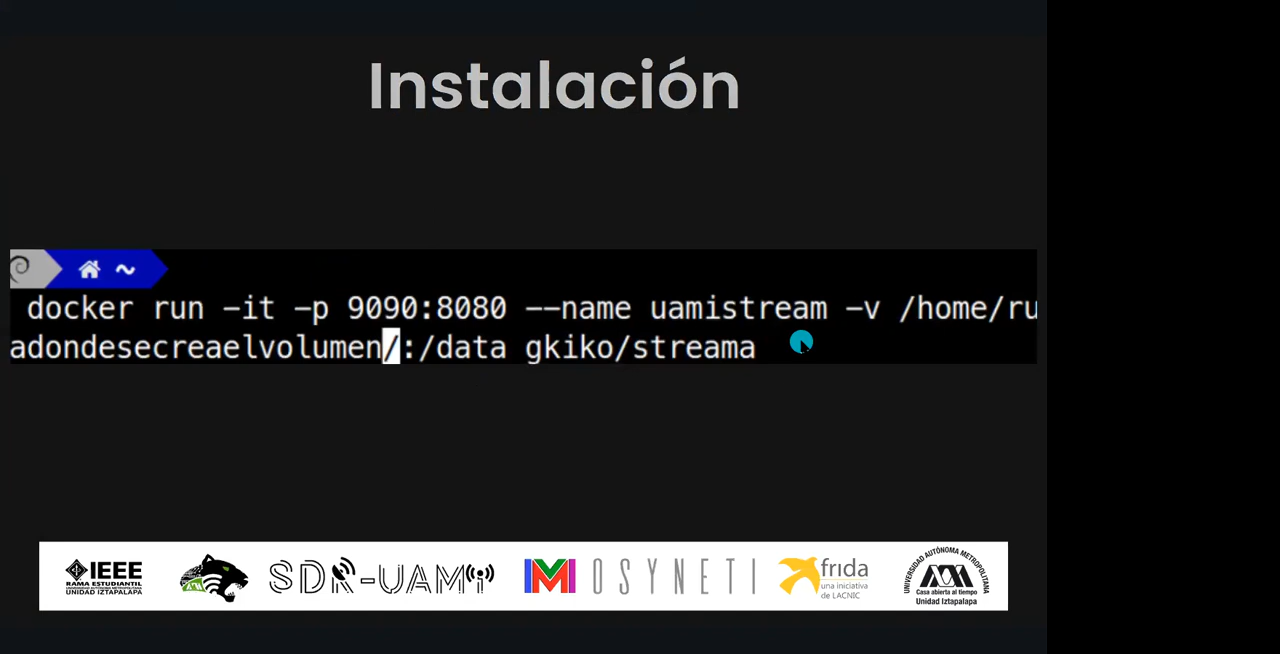 Instalación
~
docker run -it -p 9090:8080 --name uamistream -v /home/ru
adondesecreaelvolumen/:/data gkiko/streama
IEEE
RAMA ESTUDIANTIL
UNIDAD IZTAPALAPA
SDR-UAMi
OSYNETI
frida
una iniciativa
de LACNIC
UNIVERSIDAD AUTÓNOMA METROPOLITANA
Casa abierta al tiempo
Unidad Iztapalapa